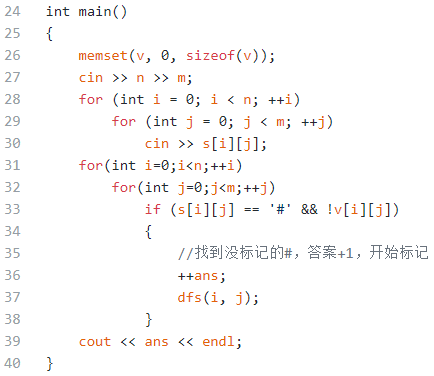 24 int main()
25 {
26     memset(v, 0, sizeof(v));
27     cin >> n >> m;
28     for (int i = 0; i < n; ++i)
29         for (int j = 0; j < m; ++j)
30             cin >> s[i][j];
31     for(int i=0;i<n;++i)
32         for(int j=0;j<m;++j)
33             if (s[i][j] == '#' && !v[i][j])
34             {
35                 //找到没标记的#，答案+1，开始标记
36                 ++ans;
37                 dfs(i, j);
38             }
39     cout << ans << endl;
40 }